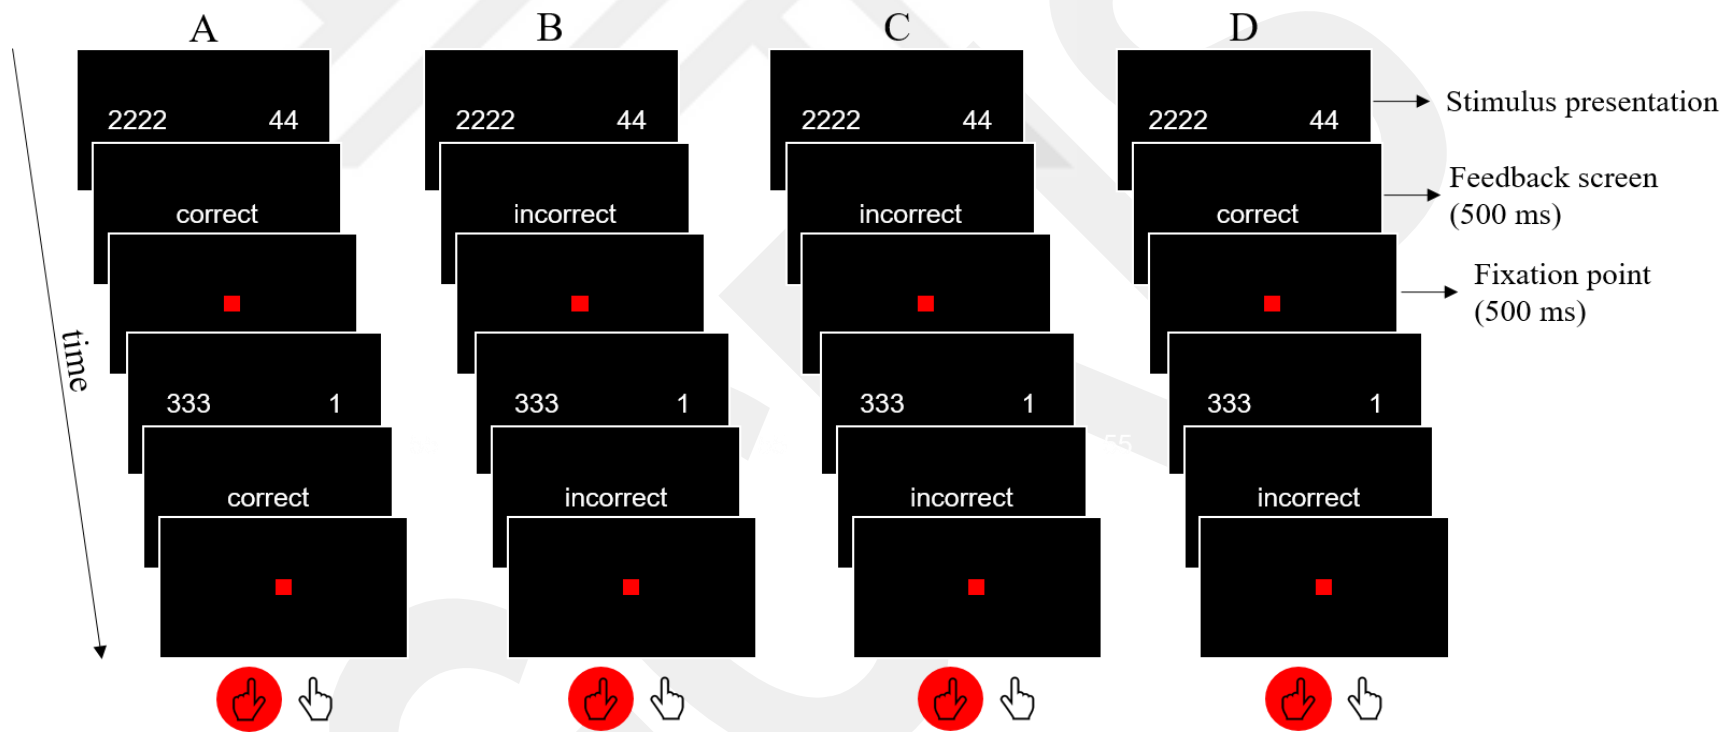 A B C D
2222 44 2222 44 2222 44 2222 44 Stimulus presentation
correct incorrect incorrect correct Feedback screen
(500 ms)
Fixation point
(500 ms)
time
333 1 333 1 333 1 333 1
55
correct incorrect incorrect incorrect